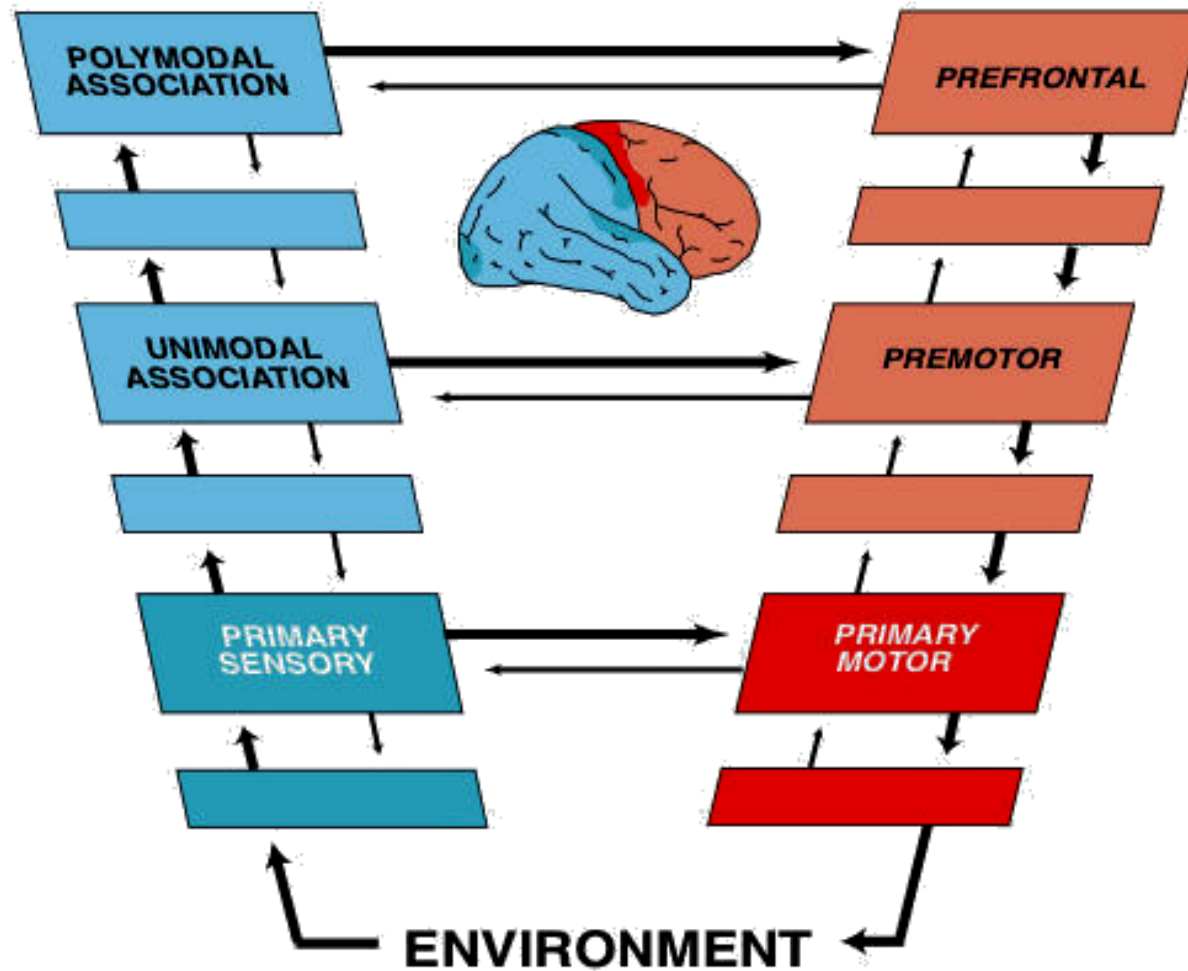 POLYMODAL
ASSOCIATION
PREFRONTAL
UNIMODAL
ASSOCIATION
PREMOTOR
PRIMARY
SENSORY
PRIMARY
MOTOR
ENVIRONMENT